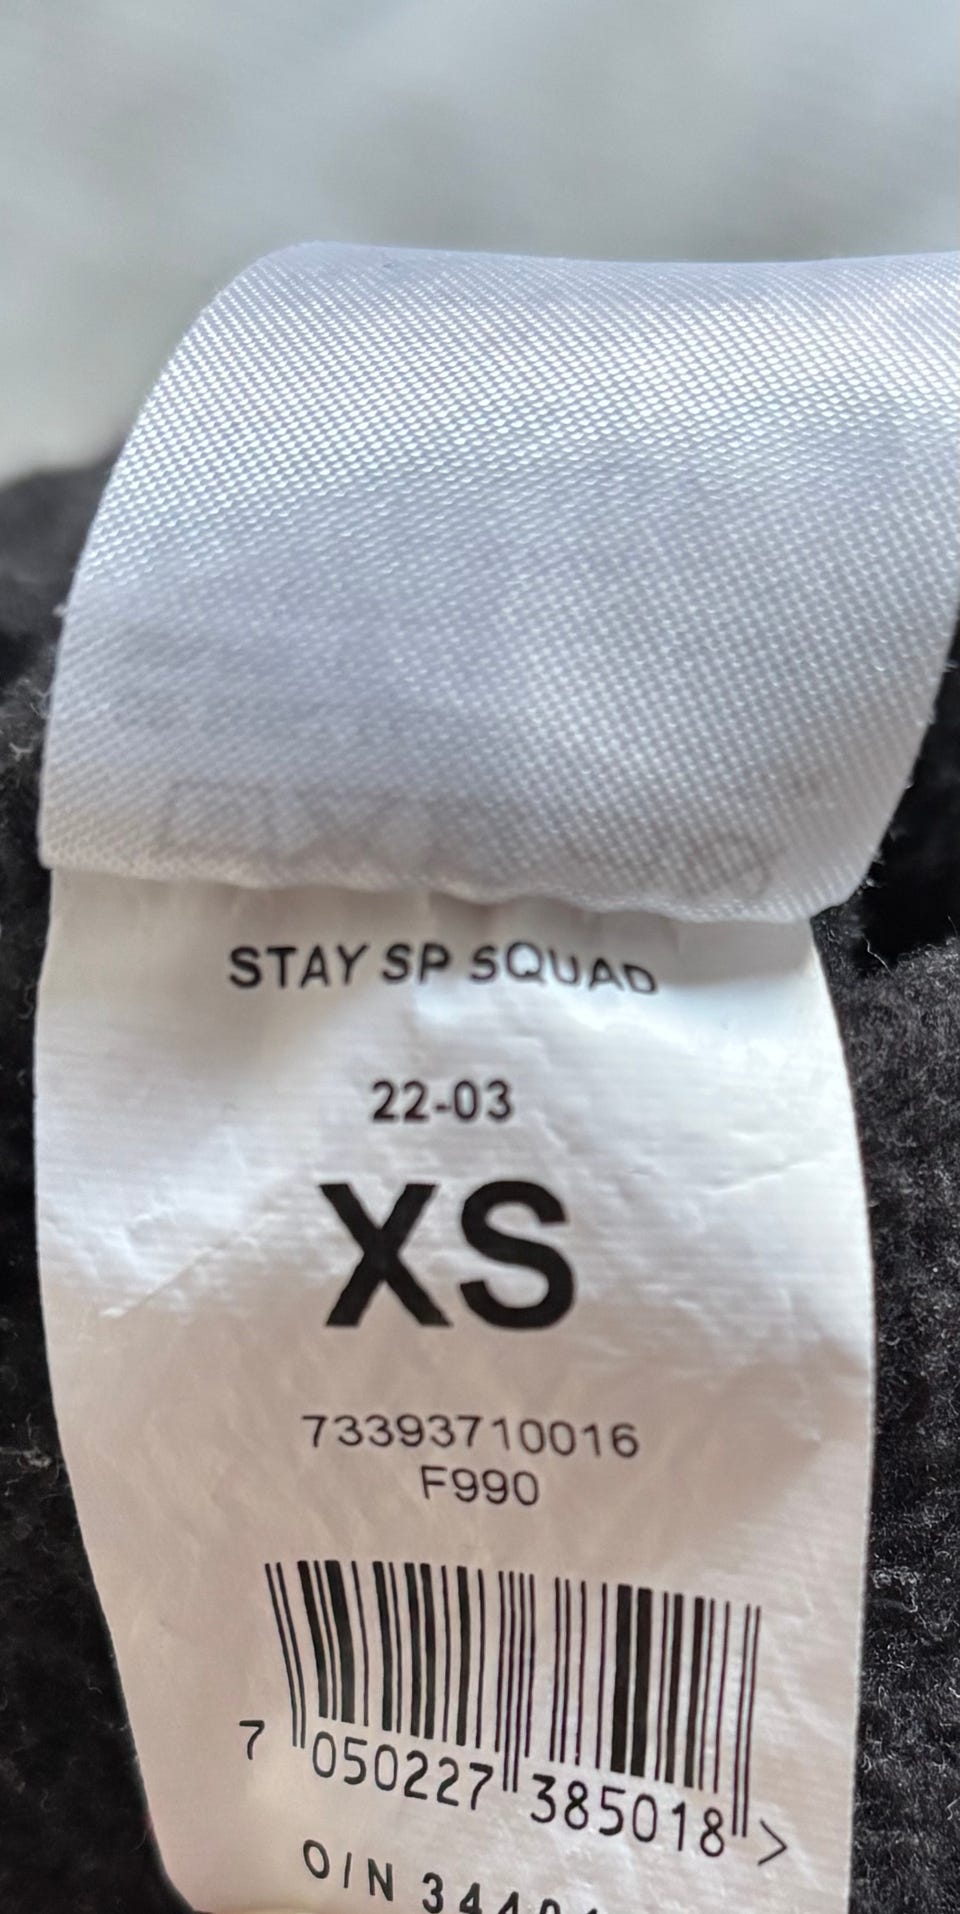 STAY SP SQUAD
22-03
XS
73393710016
F990
7 050227 385018 >
O/N